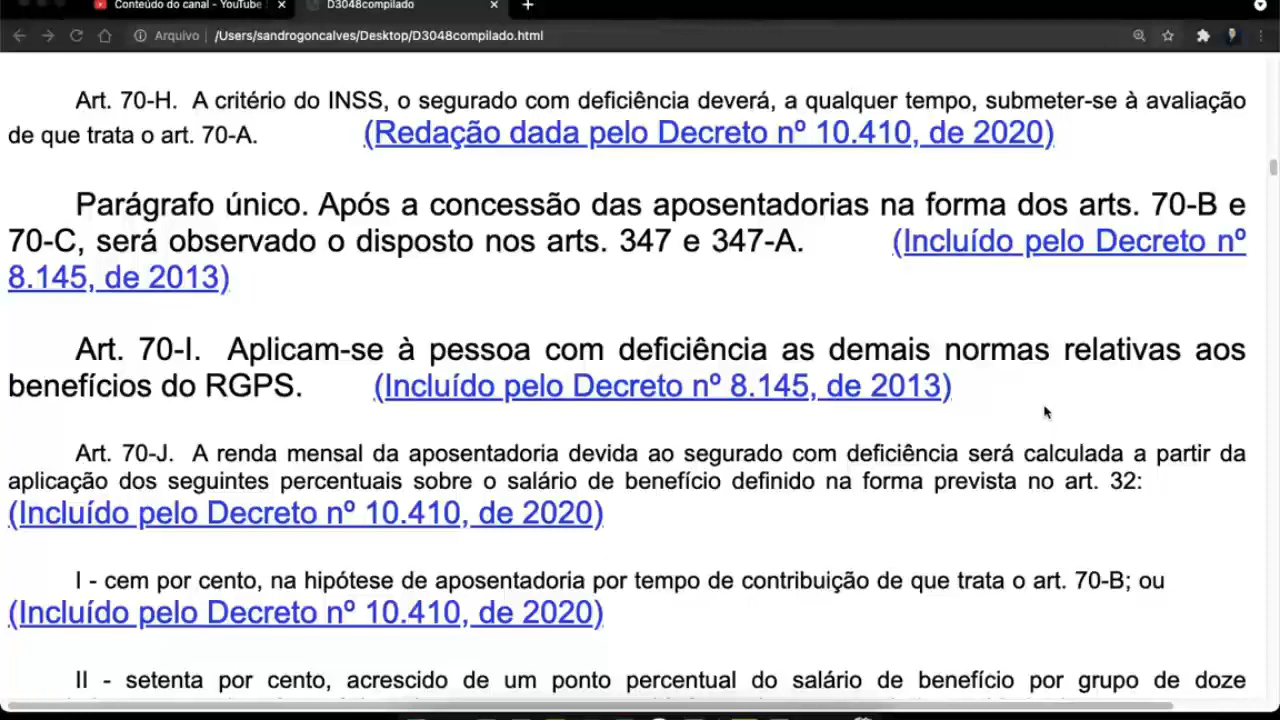 Conteúdo do canal - YouTube
D3048compilado
Arquivo /Users/sandrogoncalves/Desktop/D3048compilado.html
Art. 70-H. A critério do INSS, o segurado com deficiência deverá, a qualquer tempo, submeter-se à avaliação
de que trata o art. 70-A. (Redação dada pelo Decreto nº 10.410, de 2020)
Parágrafo único. Após a concessão das aposentadorias na forma dos arts. 70-B e
70-C, será observado o disposto nos arts. 347 e 347-A. (Incluído pelo Decreto nº
8.145, de 2013)
Art. 70-I. Aplicam-se à pessoa com deficiência as demais normas relativas aos
benefícios do RGPS. (Incluído pelo Decreto nº 8.145, de 2013)
Art. 70-J. A renda mensal da aposentadoria devida ao segurado com deficiência será calculada a partir da
aplicação dos seguintes percentuais sobre o salário de benefício definido na forma prevista no art. 32:
(Incluído pelo Decreto nº 10.410, de 2020)
I - cem por cento, na hipótese de aposentadoria por tempo de contribuição de que trata o art. 70-B; ou
(Incluído pelo Decreto nº 10.410, de 2020)
II - setenta por cento, acrescido de um ponto percentual do salário de benefício por grupo de doze